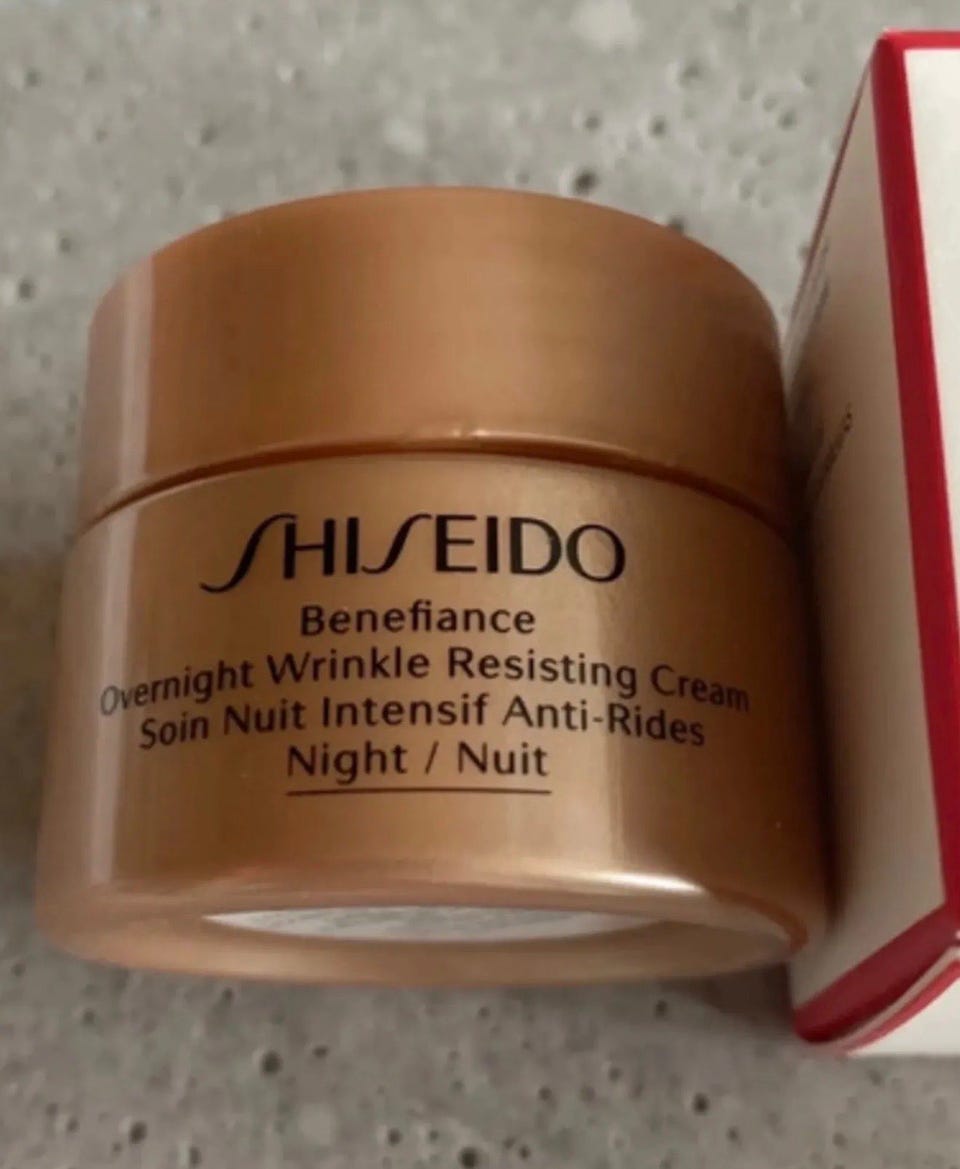 SHISEIDO
Benefiance
Overnight Wrinkle Resisting Cream
Soin Nuit Intensif Anti-Rides
Night / Nuit